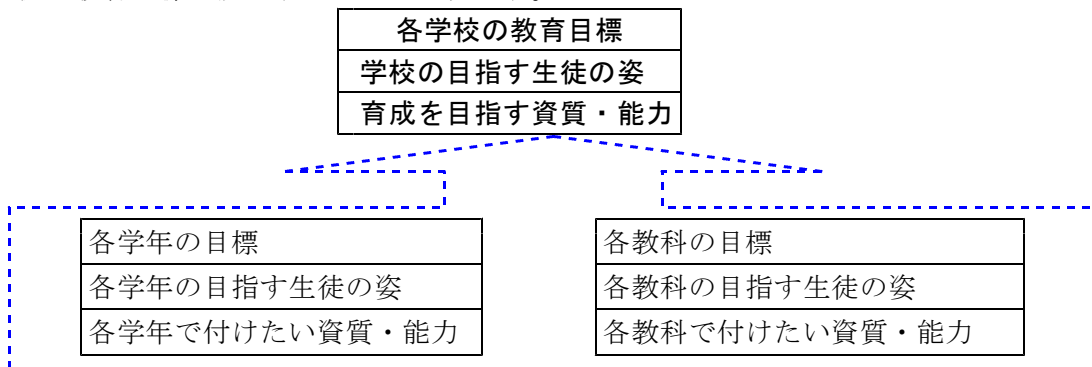 各学校の教育目標
学校の目指す生徒の姿
育成を目指す資質・能力
各学年の目標
各学年の目指す生徒の姿
各学年で付けたい資質・能力
各教科の目標
各教科の目指す生徒の姿
各教科で付けたい資質・能力